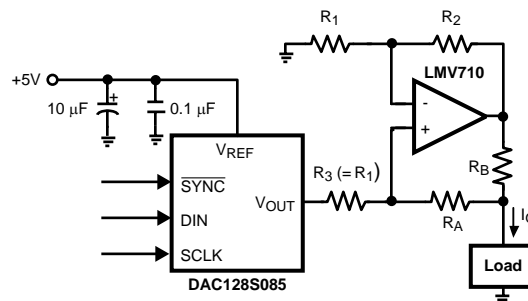 R1
R2
LMV710
+5V
+
10 µF
0.1 µF
-
+
VREF
RB
SYNC
R3 (= R1)
VOUT
RA
DIN
SCLK
Load
DAC128S085